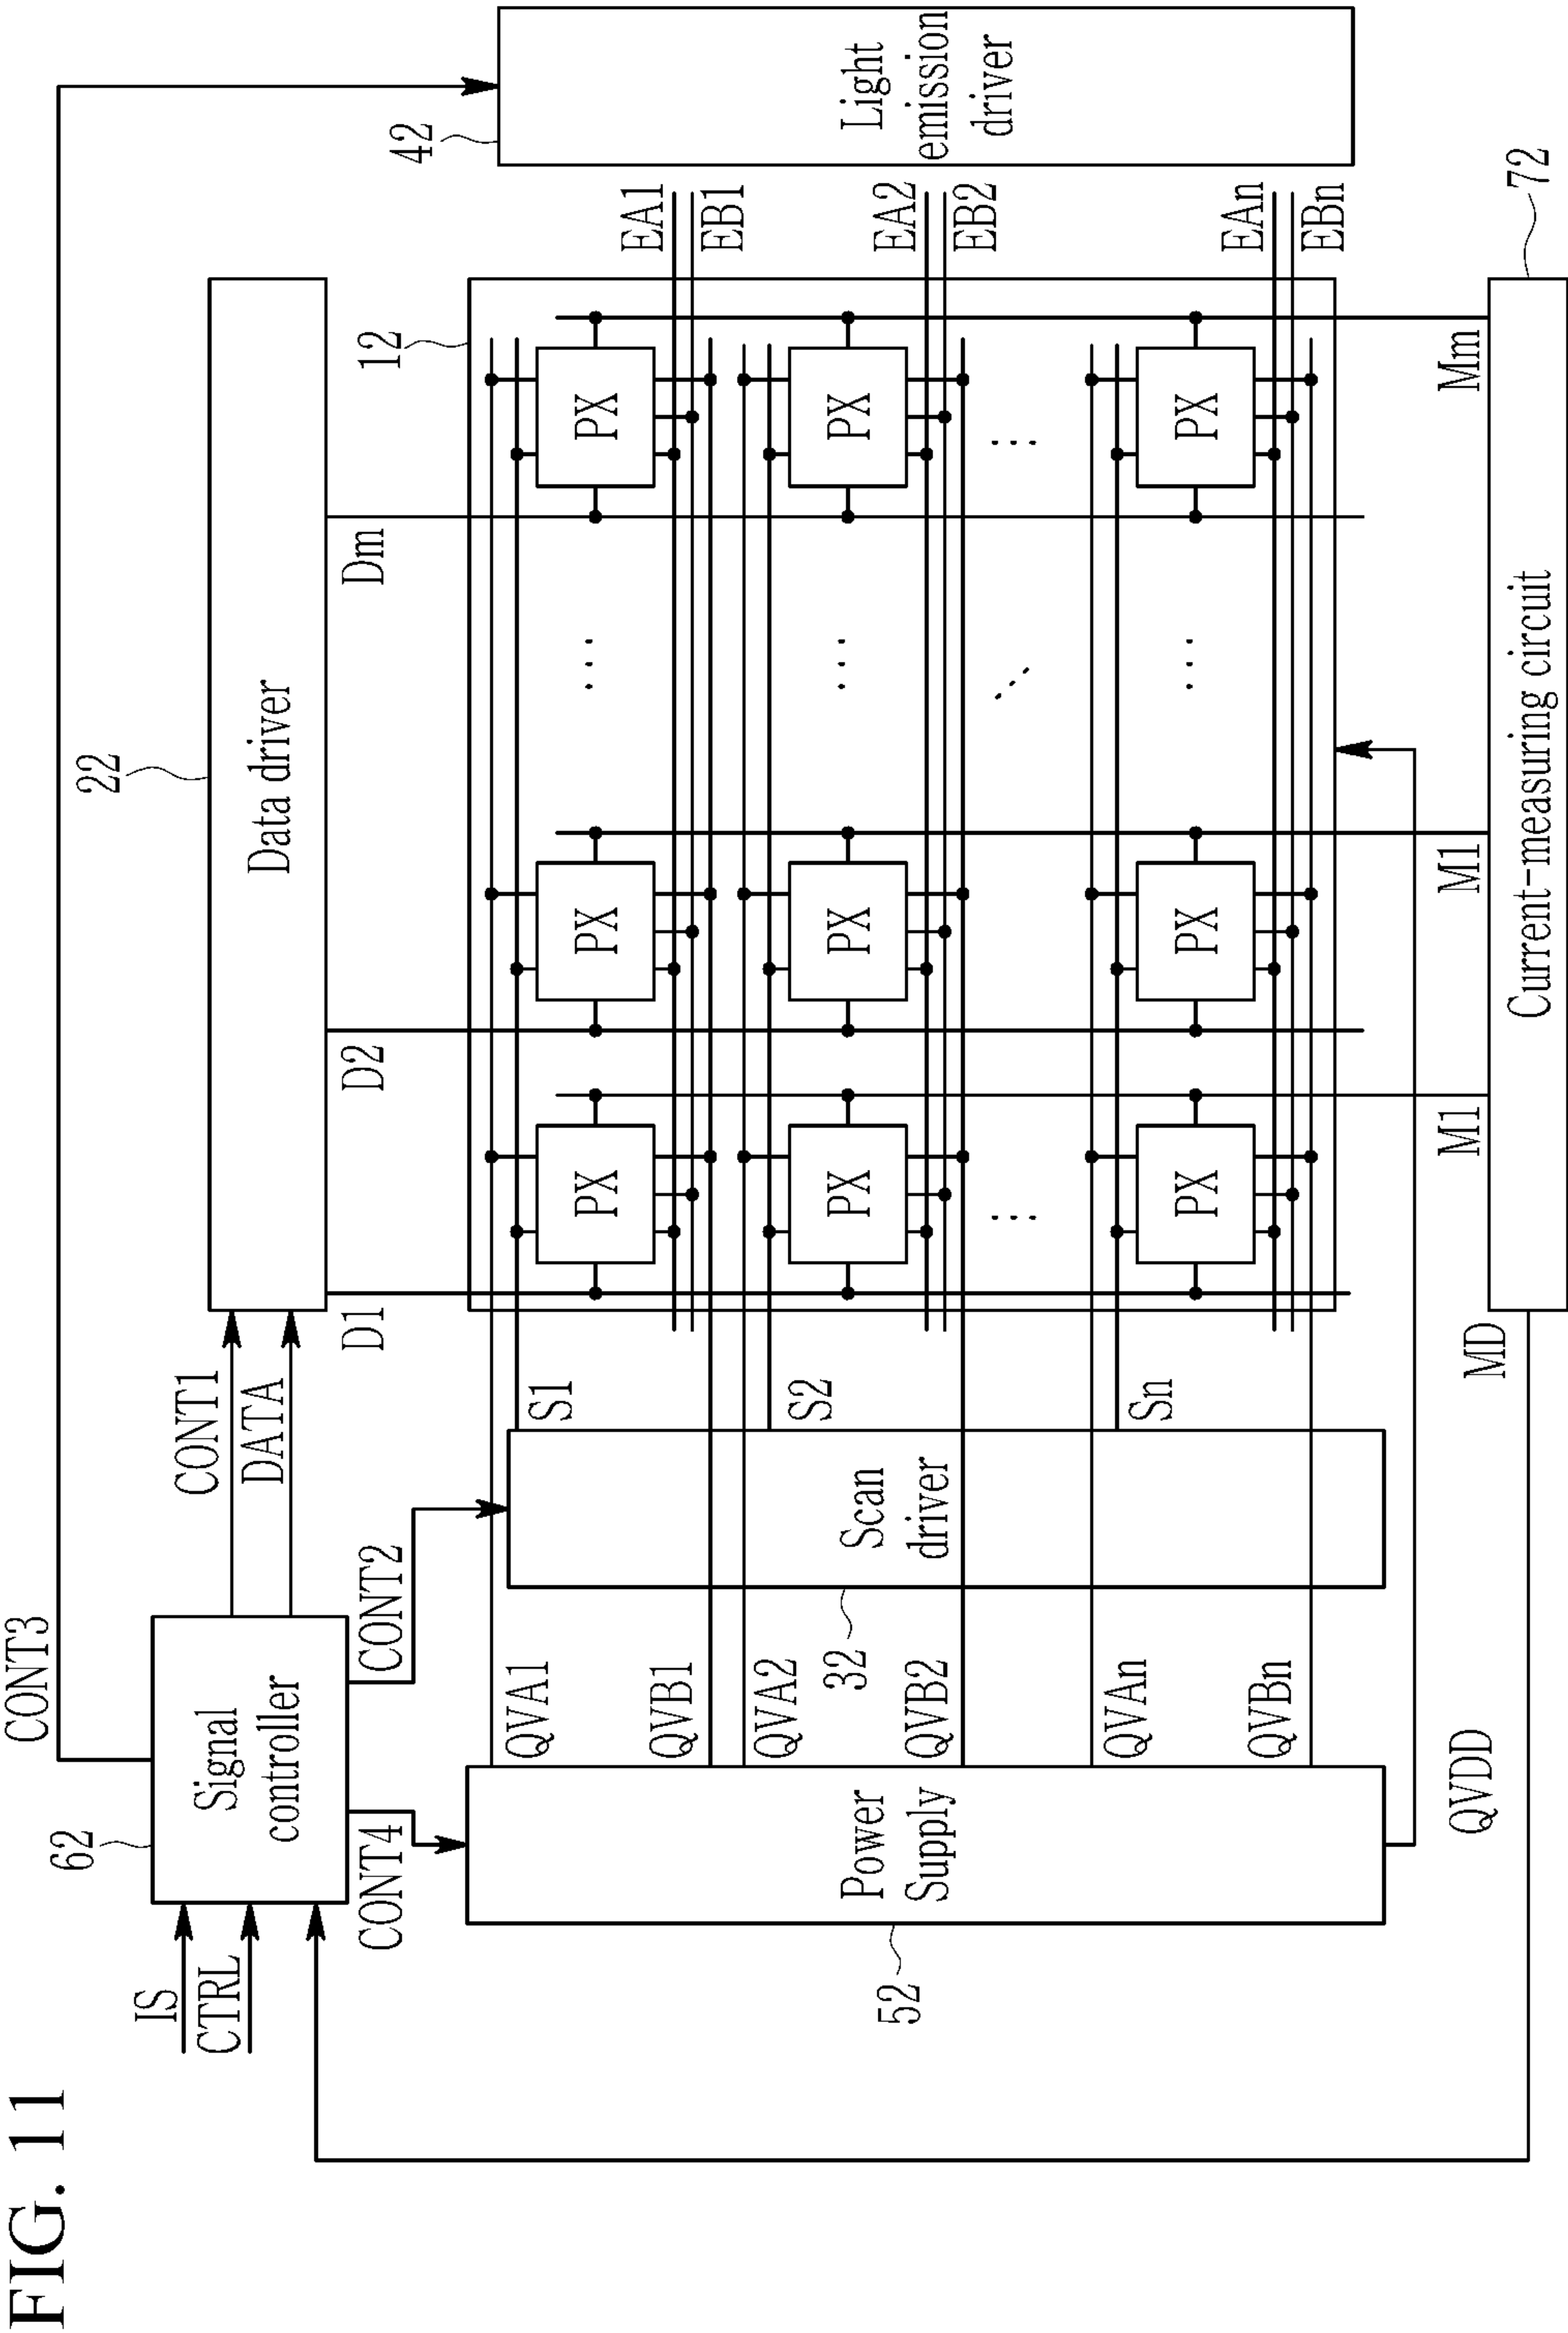 FIG. 11
CONT3
62
Signal
controller
IS
CTRL
CONT1
DATA
22
Data driver
CONT4
CONT2
D1
D2
Dm
12
42
Light
emission
driver
52
Power
Supply
32
Scan
driver
QVA1
S1
PX
PX
...
PX
EA1
EB1
QVB1
QVA2
S2
PX
PX
...
PX
EA2
EB2
QVB2
QVAn
Sn
PX
PX
...
PX
EAn
EBn
QVBn
QVDD
MD
M1
M1
Mm
72
Current-measuring circuit